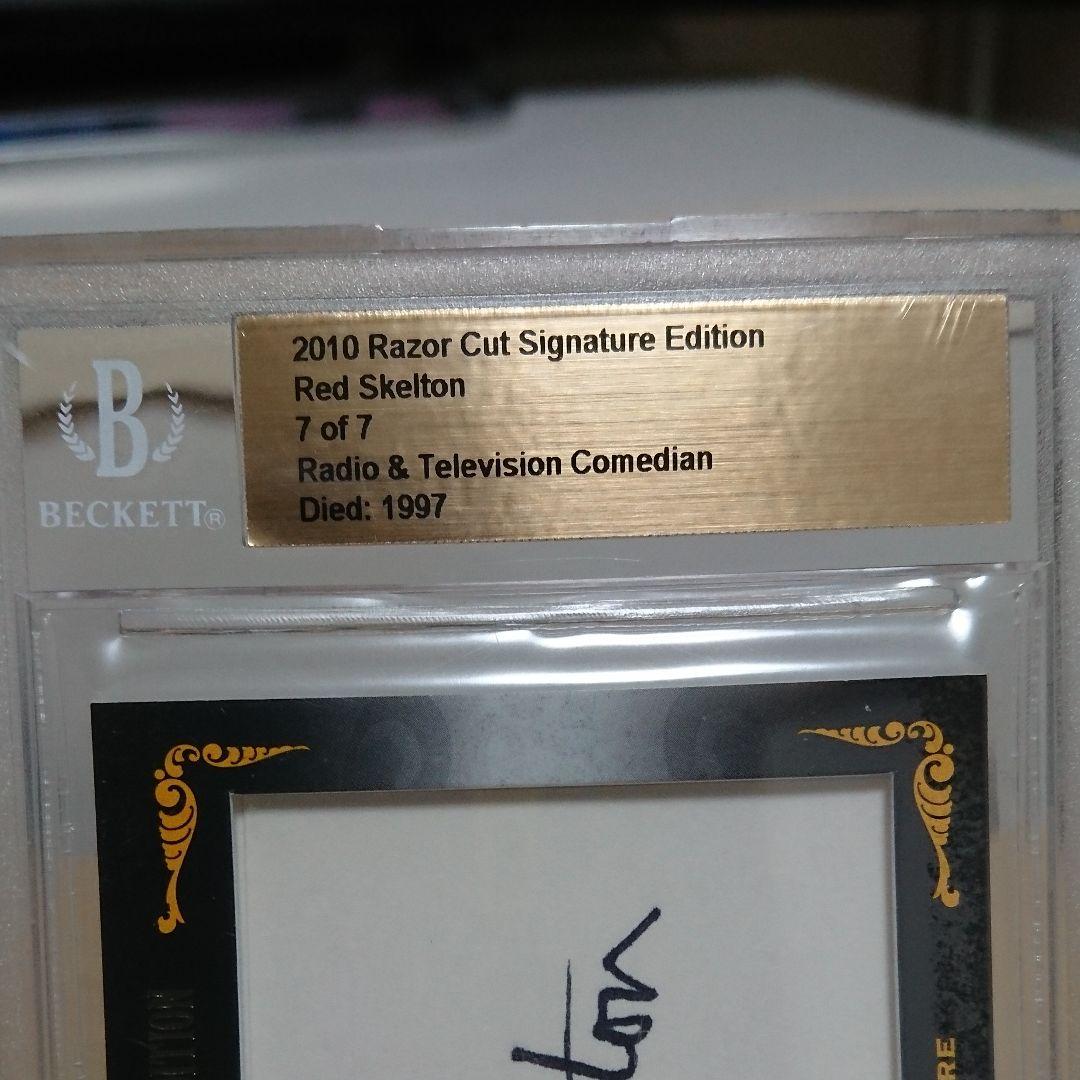 2010 Razor Cut Signature Edition
Red Skelton
7 of 7
Radio & Television Comedian
Died: 1997
B
BECKETT®